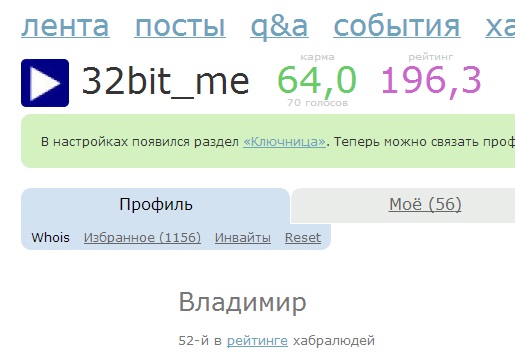 лента посты q&a события ха
карма рейтинг
32bit_me 64,0 196,3
70 голосов
В настройках появился раздел «Ключница». Теперь можно связать проф
Профиль Моё (56)
Whois Избранное (1156) Инвайты Reset
Владимир
52-й в рейтинге хабралюдей